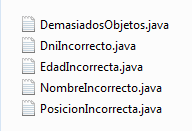 DemasiadosObjetos.java
DniIncorrecto.java
EdadIncorrecta.java
NombreIncorrecto.java
PosicionIncorrecta.java